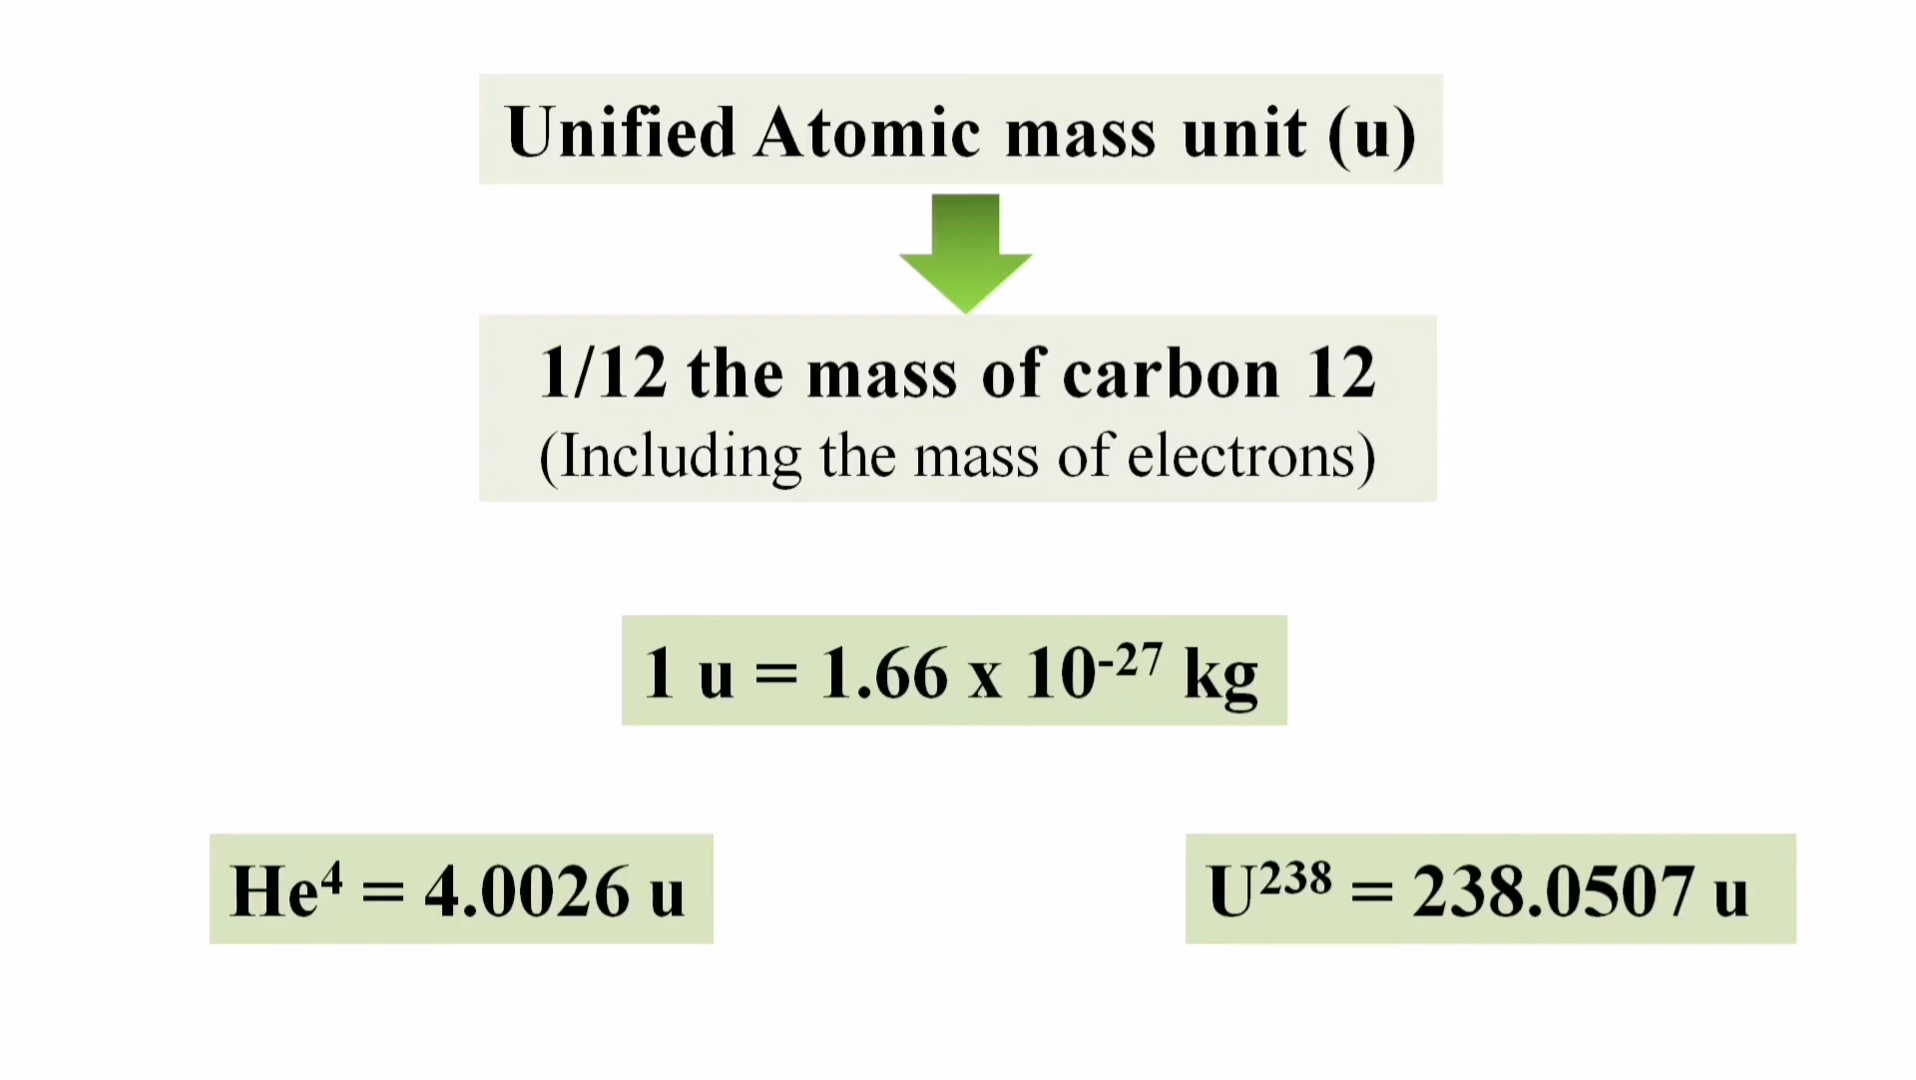 Unified Atomic mass unit (u)
1/12 the mass of carbon 12
(Including the mass of electrons)
1 u = 1.66 x 10⁻²⁷ kg
He⁴ = 4.0026 u
U²³⁸ = 238.0507 u